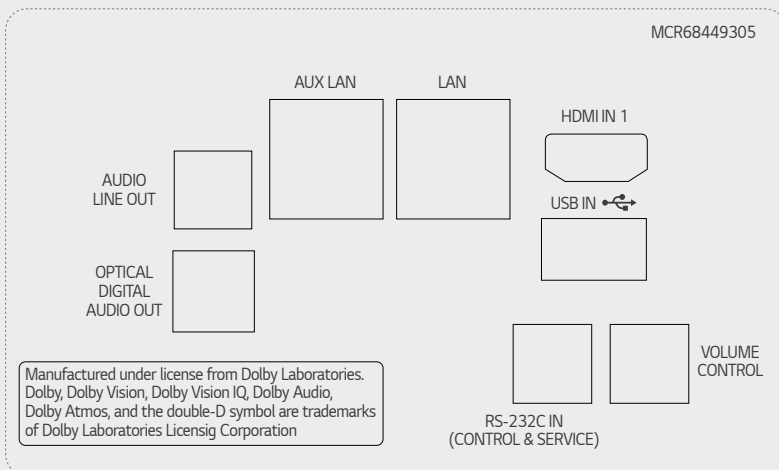 MCR68449305
AUX LAN
LAN
HDMI IN 1
AUDIO
LINE OUT
USB IN
OPTICAL
DIGITAL
AUDIO OUT
VOLUME
CONTROL
Manufactured under license from Dolby Laboratories.
Dolby, Dolby Vision, Dolby Vision IQ, Dolby Audio,
Dolby Atmos, and the double-D symbol are trademarks
of Dolby Laboratories Licensig Corporation
RS-232C IN
(CONTROL & SERVICE)